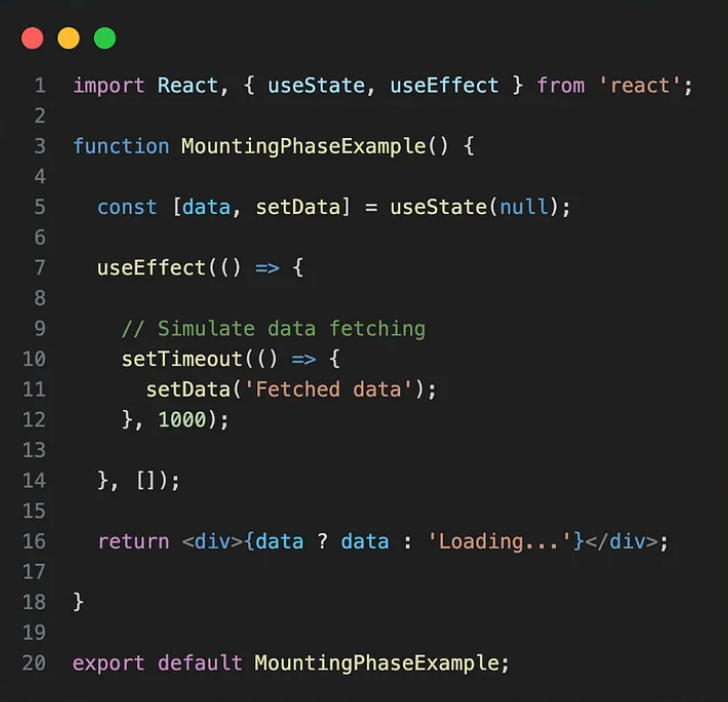 1 import React, { useState, useEffect } from 'react';
2
3 function MountingPhaseExample() {
4
5   const [data, setData] = useState(null);
6
7   useEffect(() => {
8
9     // Simulate data fetching
10     setTimeout(() => {
11       setData('Fetched data');
12     }, 1000);
13
14   }, []);
15
16   return <div>{data ? data : 'Loading...'}</div>;
17
18 }
19
20 export default MountingPhaseExample;